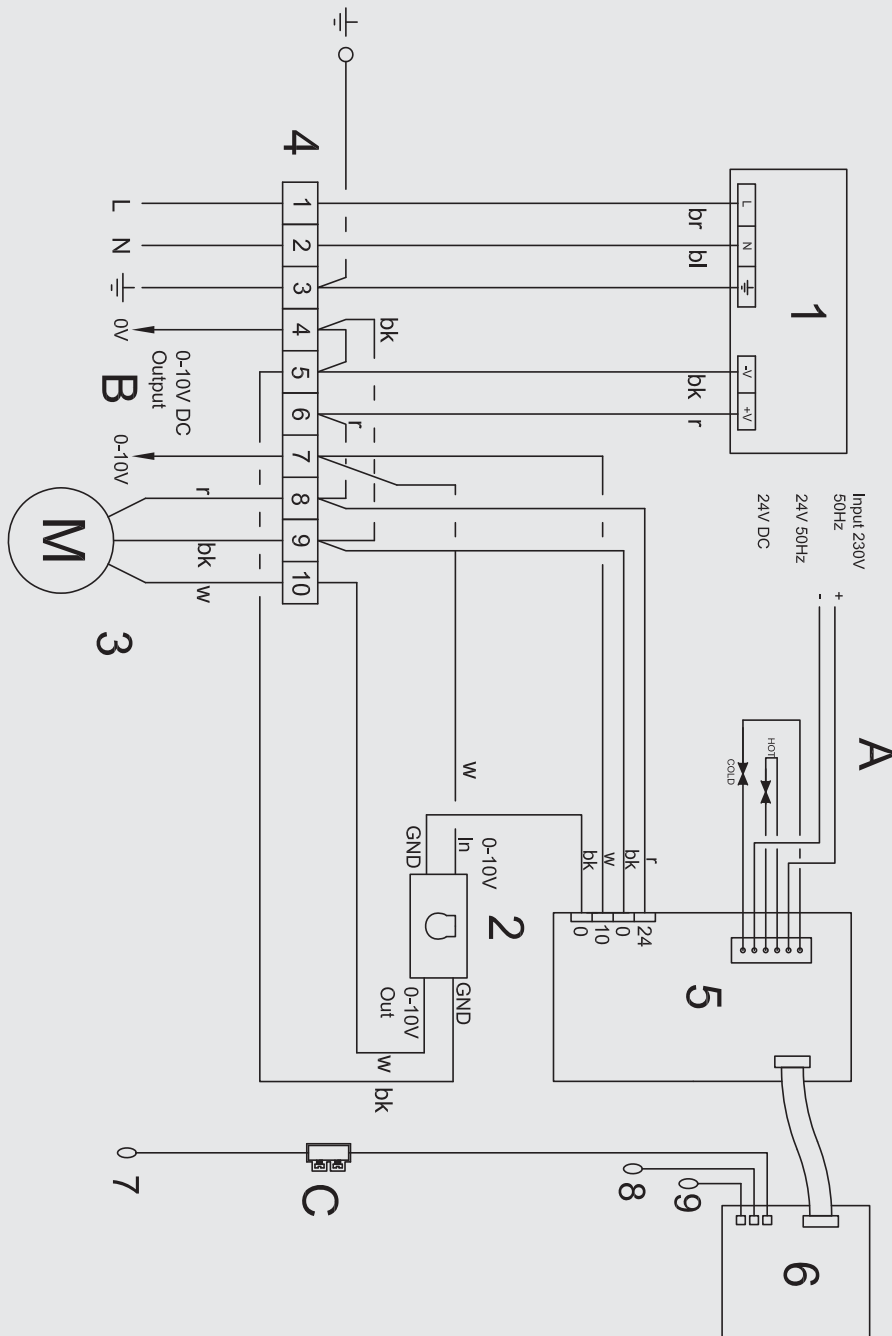 4
1
2
3
4
5
6
7
8
9
10
L
N
0V
0-10V DC
Output
B
0-10V
r
bk
w
M
3
br
bl
bk
r
bk
r
L
N
-V
+V
1
Input 230V
50Hz
24V 50Hz
24V DC
+
-
A
HOT
COLD
w
GND
In
0-10V
2
GND
0-10V
Out
w
bk
bk
w
bk
r
0
10
0
24
5
6
7
C
8
9